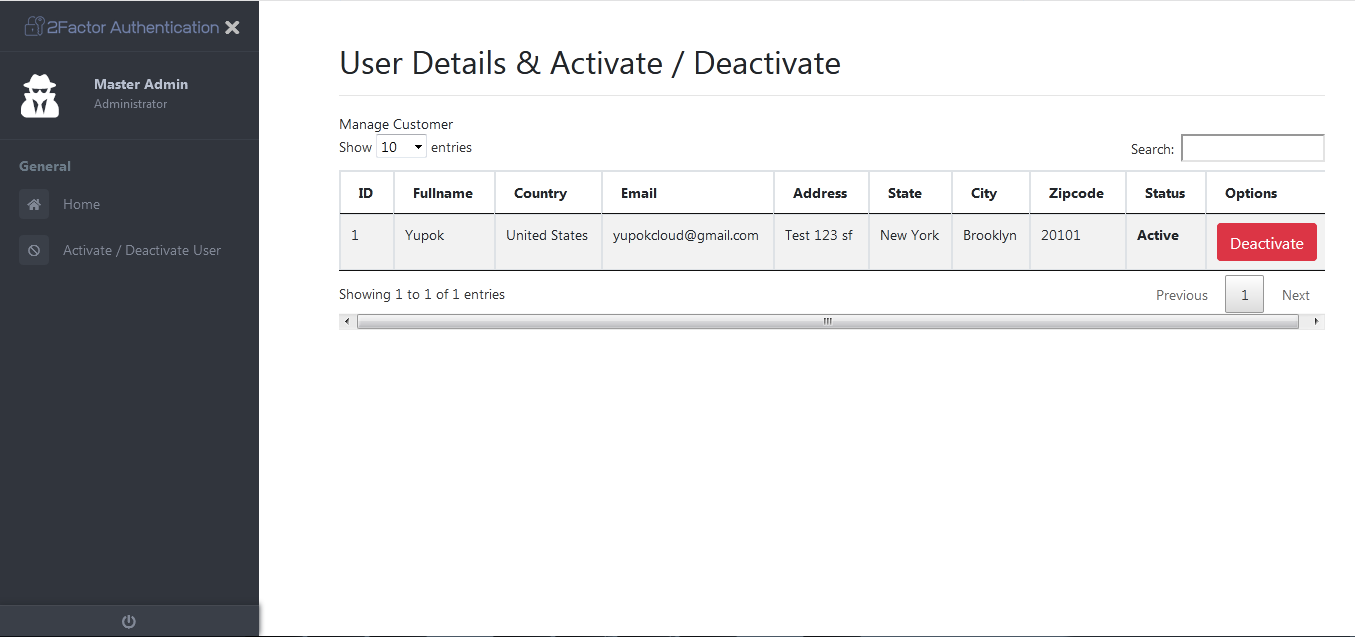 2Factor Authentication
Master Admin
Administrator
General
Home
Activate / Deactivate User
User Details & Activate / Deactivate
Manage Customer
Show 10 entries
Search:
ID Fullname Country Email Address State City Zipcode Status Options
1 Yupok United States yupokcloud@gmail.com Test 123 sf New York Brooklyn 20101 Active Deactivate
Showing 1 to 1 of 1 entries
Previous 1 Next